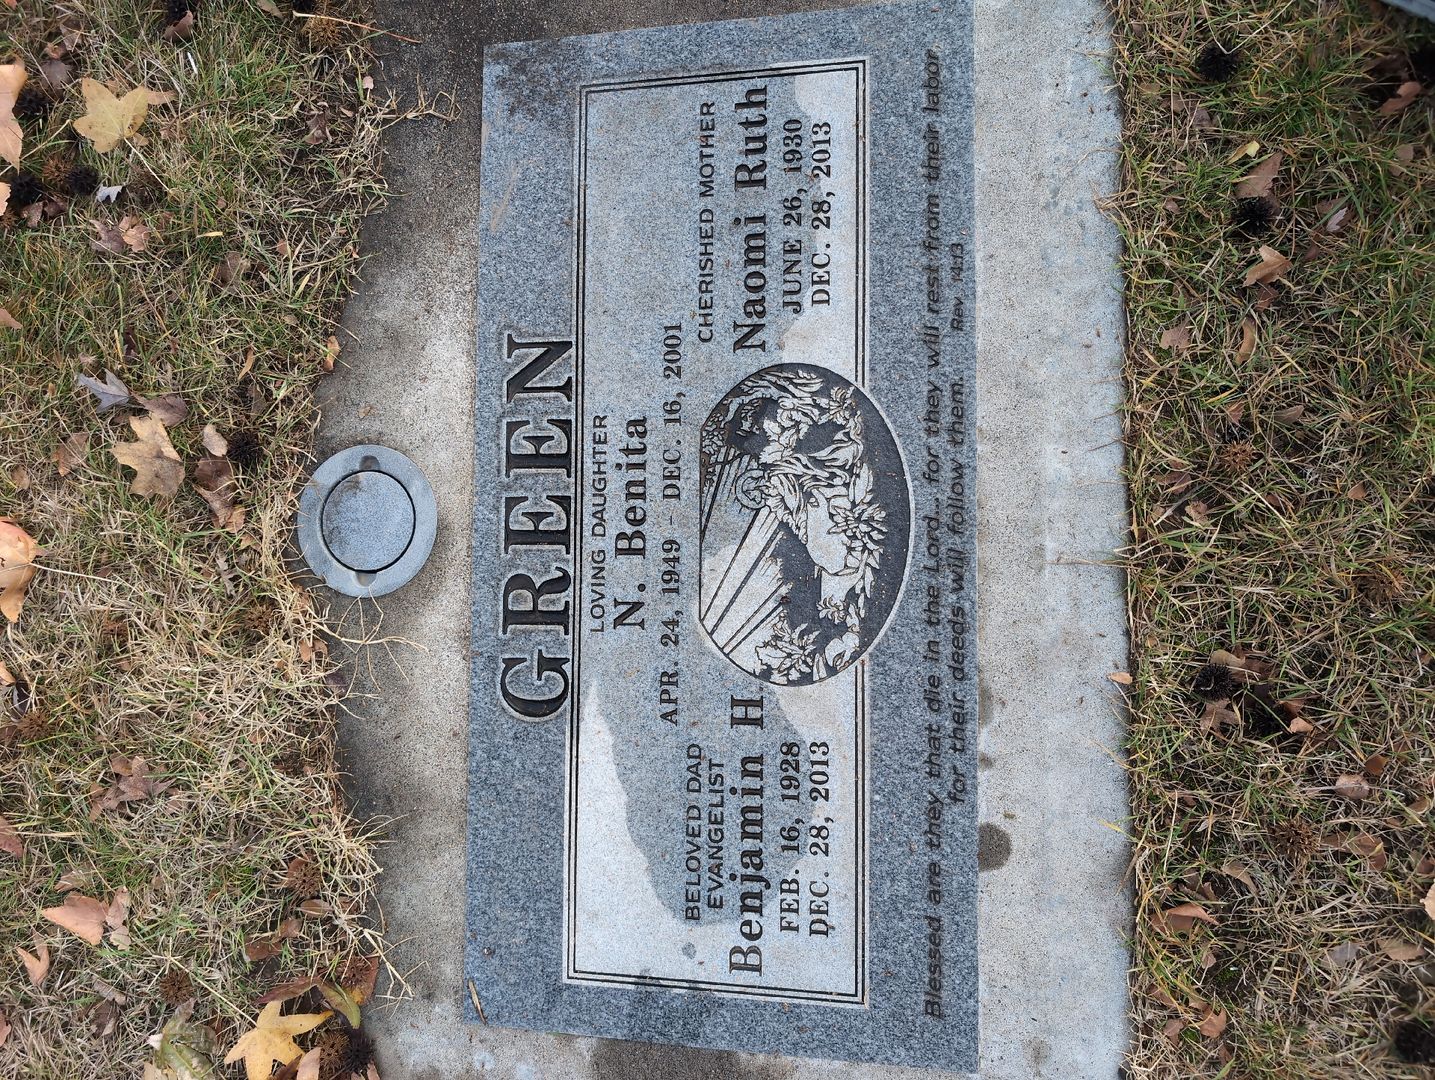 GREEN
LOVING DAUGHTER
N. Benita
APR. 24, 1949 - DEC. 16, 2001
BELOVED DAD
EVANGELIST
Benjamin H.
FEB. 16, 1928
DEC. 28, 2013
CHERISHED MOTHER
Naomi Ruth
JUNE 26, 1930
DEC. 28, 2013
Blessed are they that die in the Lord... for they will rest from their labor,
for their deeds will follow them. Rev. 14:13